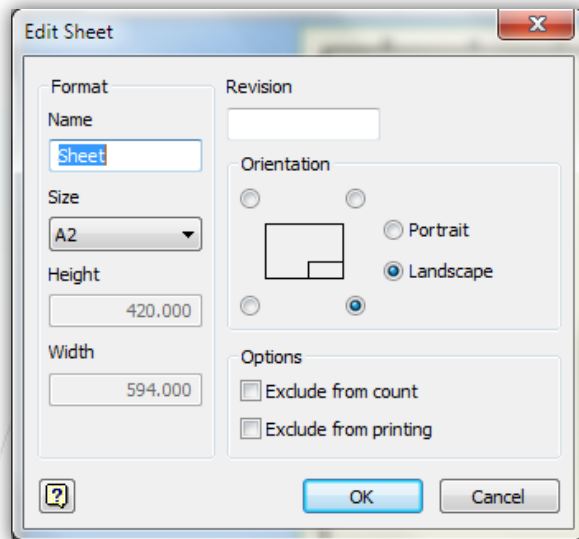 Edit Sheet
Format
Name
Sheet
Size
A2
Height
420.000
Width
594.000
Revision
Orientation
Portrait
Landscape
Options
Exclude from count
Exclude from printing
?
OK
Cancel